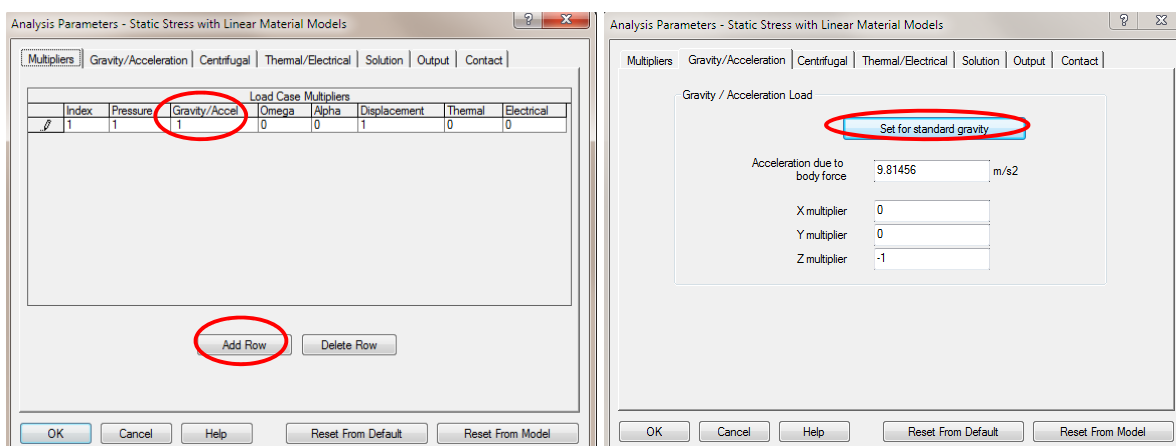 Analysis Parameters - Static Stress with Linear Material Models
Multipliers Gravity/Acceleration Centrifugal Thermal/Electrical Solution Output Contact
Load Case Multipliers
Index Pressure Gravity/Accel Omega Alpha Displacement Thermal Electrical
1 1 1 0 0 1 0 0
Add Row Delete Row
OK Cancel Help Reset From Default Reset From Model
Analysis Parameters - Static Stress with Linear Material Models
Multipliers Gravity/Acceleration Centrifugal Thermal/Electrical Solution Output Contact
Gravity / Acceleration Load
Set for standard gravity
Acceleration due to
body force 9.81456 m/s2
X multiplier 0
Y multiplier 0
Z multiplier -1
OK Cancel Help Reset From Default Reset From Model